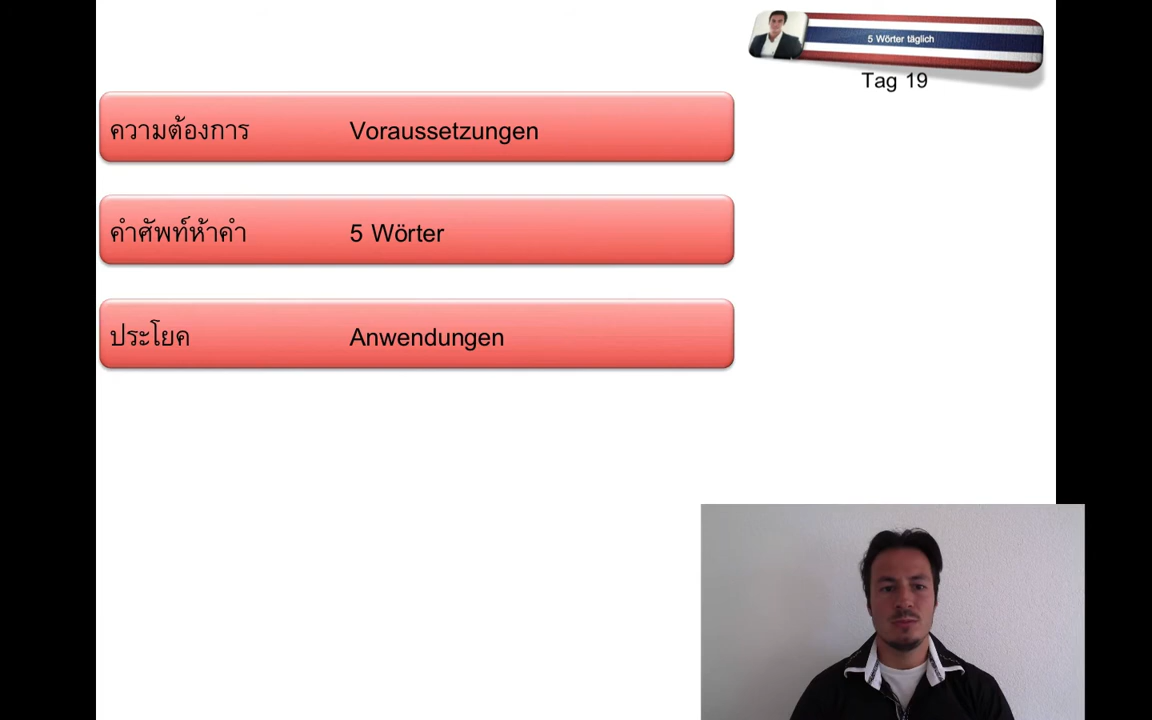 5 Wörter täglich
Tag 19
ความต้องการ Voraussetzungen
คำศัพท์ห้าคำ 5 Wörter
ประโยค Anwendungen